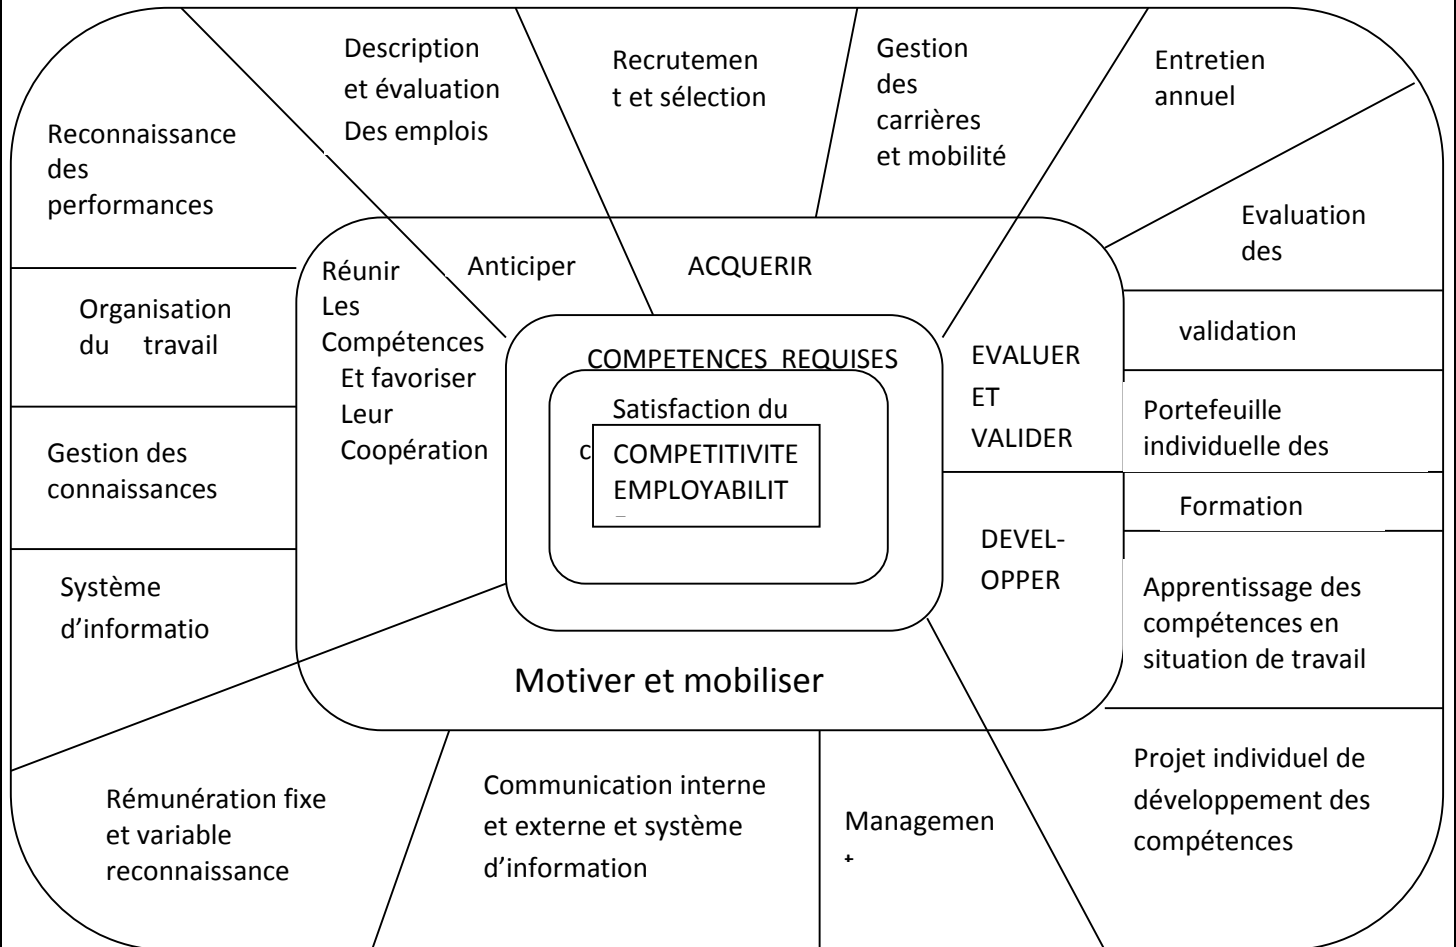 Description
et évaluation
Des emplois
Recrutemen
t et sélection
Gestion
des
carrières
et mobilité
Entretien
annuel
Reconnaissance
des
performances
Evaluation
des
Organisation
du travail
Réunir
Les
Compétences
Et favoriser
Leur
Coopération
Anticiper
ACQUERIR
validation
COMPETENCES REQUISES
EVALUER
ET
VALIDER
Satisfaction du
c
COMPETITIVITE
EMPLOYABILIT
Portefeuille
individuelle des
Gestion des
connaissances
Formation
DEVEL-
OPPER
Système
d’informatio
Apprentissage des
compétences en
situation de travail
Motiver et mobiliser
Rémunération fixe
et variable
reconnaissance
Communication interne
et externe et système
d’information
Managemen
Projet individuel de
développement des
compétences